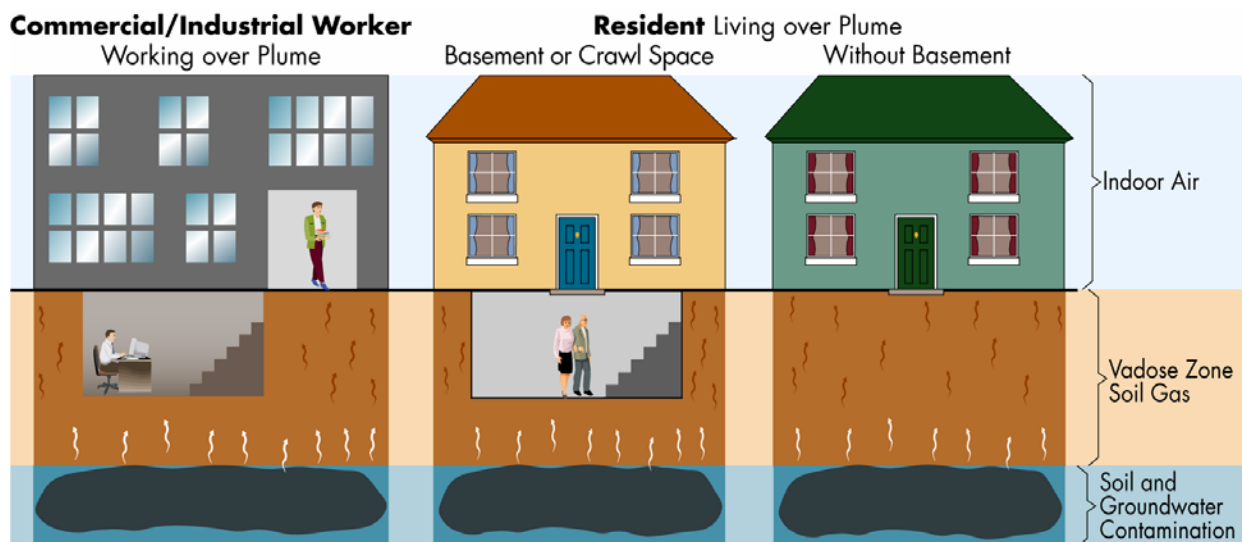 Commercial/Industrial Worker
Working over Plume
Resident Living over Plume
Basement or Crawl Space
Without Basement
Indoor Air
Vadose Zone
Soil Gas
Soil and
Groundwater
Contamination